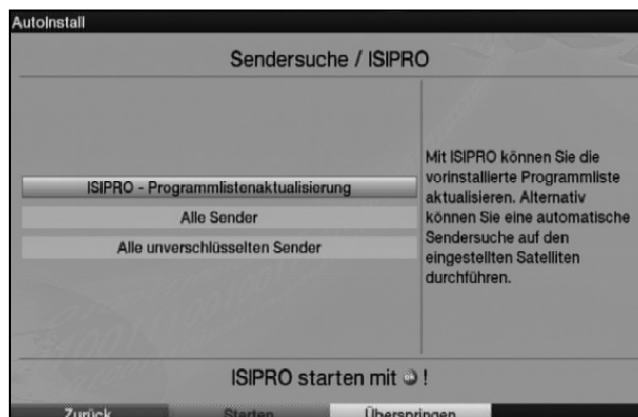 AutoInstall
Sendersuche / ISIPRO
ISIPRO - Programmlistenaktualisierung
Alle Sender
Alle unverschlüsselten Sender
Mit ISIPRO können Sie die
vorinstallierte Programmliste
aktualisieren. Alternativ
können Sie eine automatische
Sendersuche auf den
eingestellten Satelliten
durchführen.
ISIPRO starten mit ok !
Zurück
Starten
Überspringen